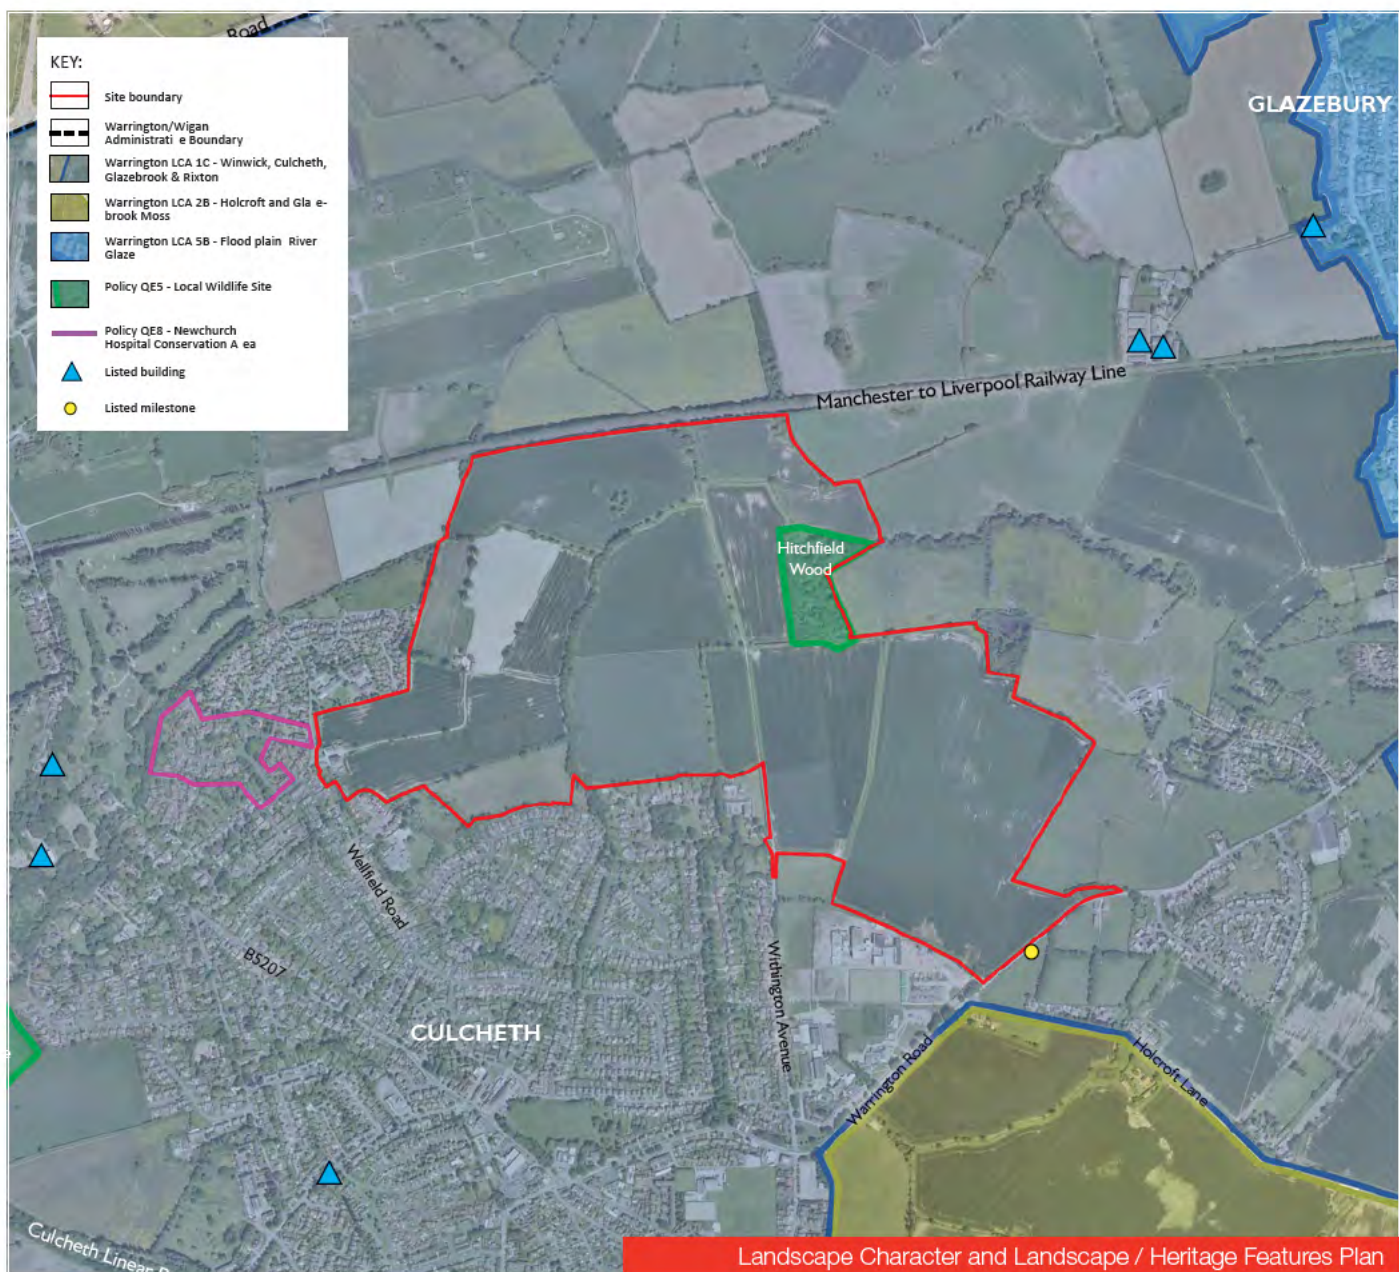 Road
KEY:
Site boundary
Warrington/Wigan
Administrati e Boundary
Warrington LCA 1C - Winwick, Culcheth,
Glazebrook & Rixton
Warrington LCA 2B - Holcroft and Gla e-
brook Moss
Warrington LCA 5B - Flood plain River
Glaze
Policy QE5 - Local Wildlife Site
Policy QE8 - Newchurch
Hospital Conservation A ea
Listed building
Listed milestone
GLAZEBURY
Manchester to Liverpool Railway Line
Hitchfield
Wood
Wellfield Road
B5207
Withington Avenue
CULCHETH
Warrington Road
Holcroft Lane
Culcheth Linear
Landscape Character and Landscape / Heritage Features Plan